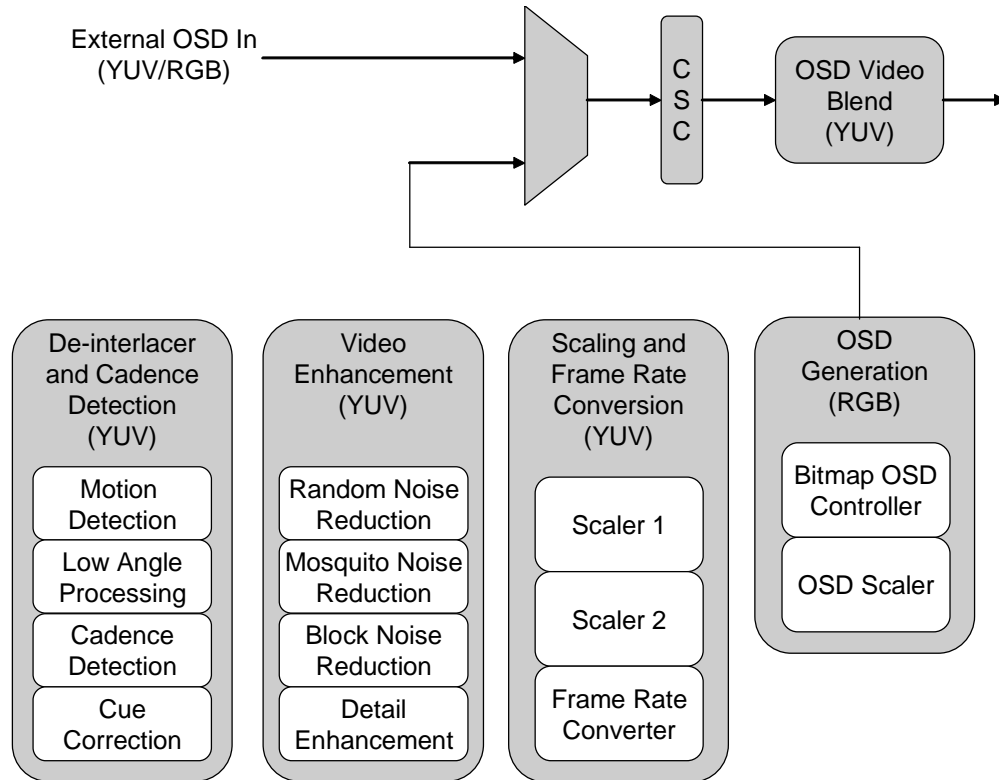 External OSD In
(YUV/RGB)
C
S
C
OSD Video
Blend
(YUV)
De-interlacer
and Cadence
Detection
(YUV)
Motion
Detection
Low Angle
Processing
Cadence
Detection
Cue
Correction
Video
Enhancement
(YUV)
Random Noise
Reduction
Mosquito Noise
Reduction
Block Noise
Reduction
Detail
Enhancement
Scaling and
Frame Rate
Conversion
(YUV)
Scaler 1
Scaler 2
Frame Rate
Converter
OSD
Generation
(RGB)
Bitmap OSD
Controller
OSD Scaler